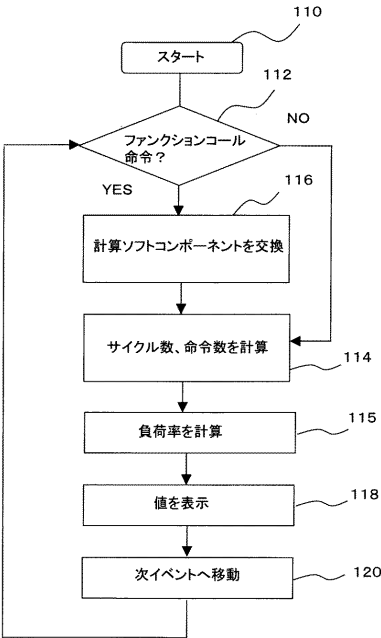 110
スタート
112
ファンクションコール
命令？
NO
YES
116
計算ソフトコンポーネントを交換
サイクル数、命令数を計算
114
負荷率を計算
115
値を表示
118
次イベントへ移動
120